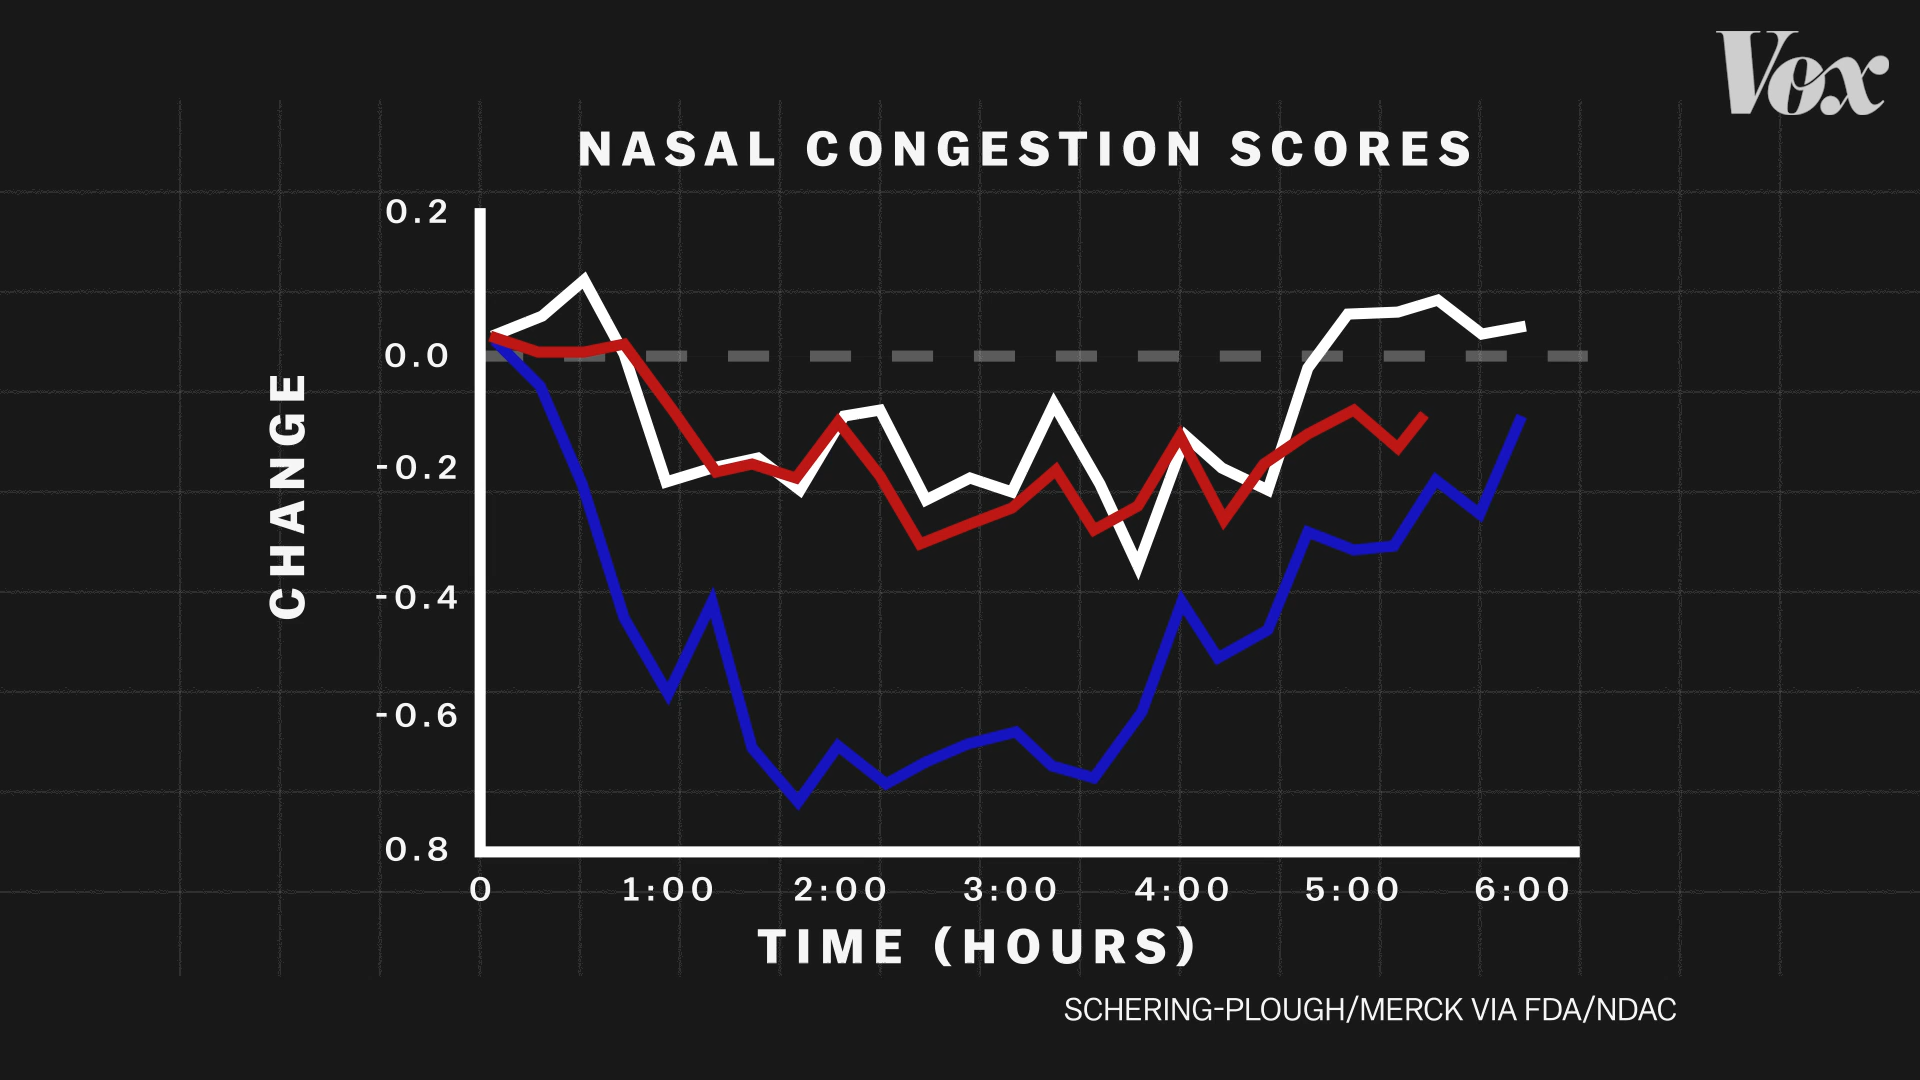 Vox
NASAL CONGESTION SCORES
0.2
0.0
-0.2
-0.4
-0.6
0.8
CHANGE
0 1:00 2:00 3:00 4:00 5:00 6:00
TIME (HOURS)
SCHERING-PLOUGH/MERCK VIA FDA/NDAC